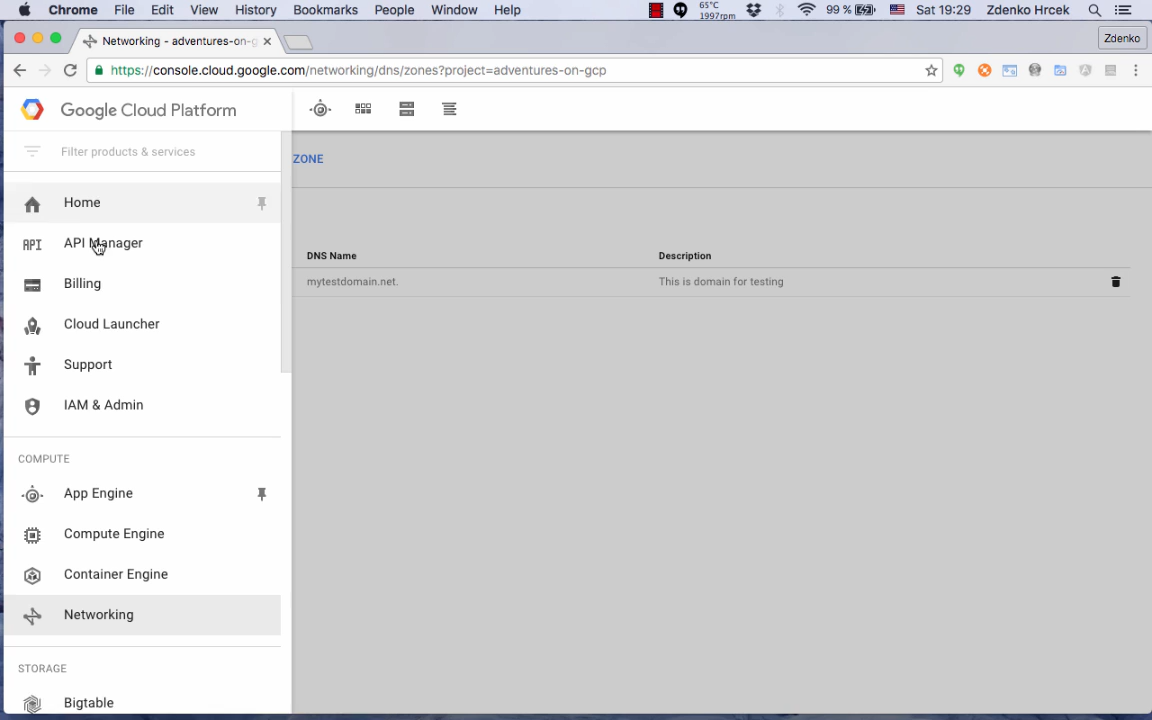 Chrome File Edit View History Bookmarks People Window Help 65°C 1997rpm 99 % Sat 19:29 Zdenko Hrcek
Networking - adventures-on-g Zdenko
https://console.cloud.google.com/networking/dns/zones?project=adventures-on-gcp
Google Cloud Platform
Filter products & services
ZONE
Home
API API Manager
DNS Name Description
Billing
mytestdomain.net. This is domain for testing
Cloud Launcher
Support
IAM & Admin
COMPUTE
App Engine
Compute Engine
Container Engine
Networking
STORAGE
Bigtable